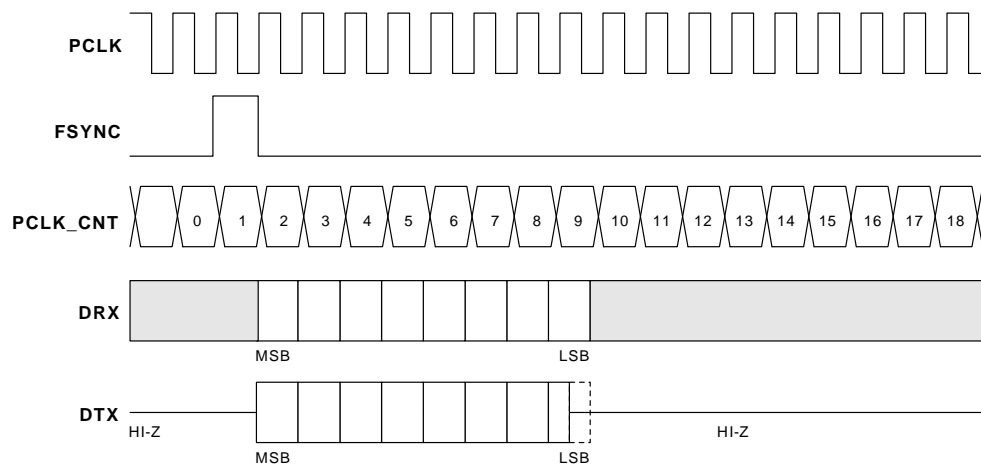 PCLK
FSYNC
PCLK_CNT 0 1 2 3 4 5 6 7 8 9 10 11 12 13 14 15 16 17 18
DRX
MSB LSB
DTX
HI-Z HI-Z
MSB LSB